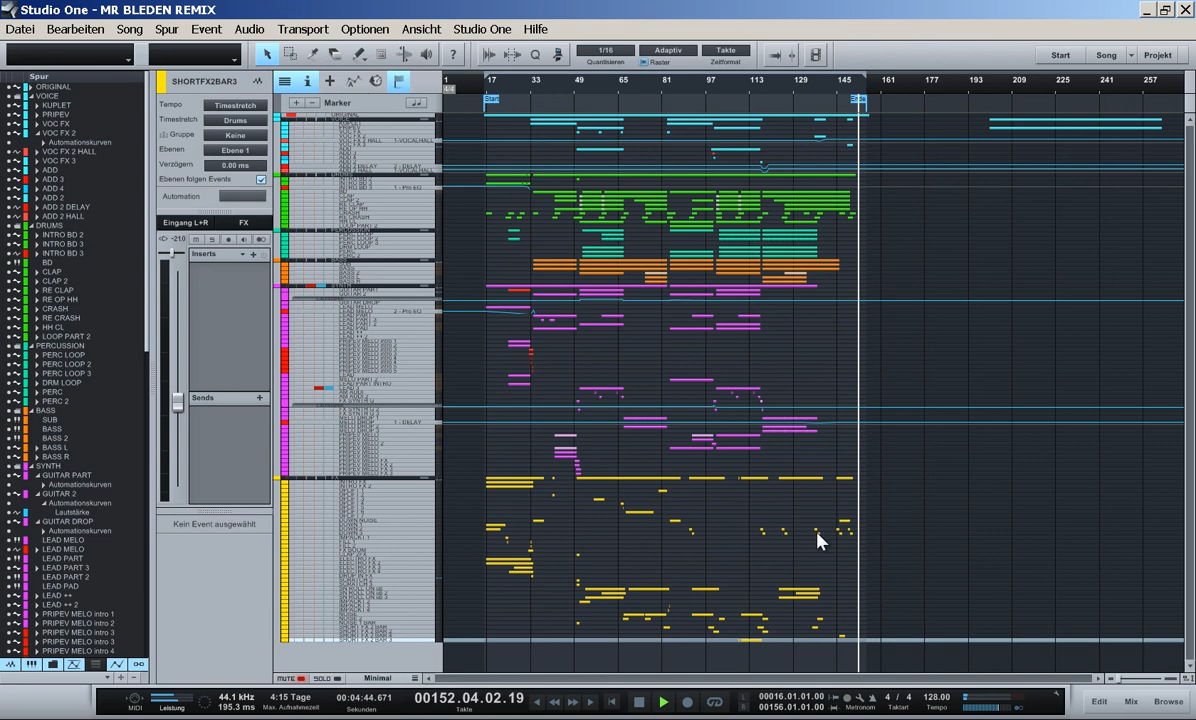 Studio One - MR BLEDEN REMIX
Datei Bearbeiten Song Spur Event Audio Transport Optionen Ansicht Studio One Hilfe
1/16 Adaptiv Takte
Quantisieren Raster Zeitformat
Start Song Projekt
Spur
ORIGINAL
VOICE
KUPLET
PRIPEV
VOC FX
VOC FX 2
Automationskurven
VOC FX 2 HALL
VOC FX 3
ADD
ADD 3
ADD 4
ADD 2
ADD 2 DELAY
ADD 2 HALL
DRUMS
INTRO BD 2
INTRO BD 3
INTRO BD 3
BD
CLAP
CLAP 2
RE CLAP
RE OP HH
CRASH
RE CRASH
HH CL
LOOP PART 2
PERCUSSION
PERC LOOP
PERC LOOP 2
PERC LOOP 3
DRM LOOP
PERC
PERC 2
BASS
SUB
BASS
BASS 2
BASS L
BASS R
SYNTH
GUITAR PART
Automationskurven
GUITAR 2
Automationskurven
Lautstärke
GUITAR DROP
Automationskurven
LEAD MELO
LEAD MELO
LEAD PART
LEAD PART 3
LEAD PART 2
LEAD PAD
LEAD ++
LEAD ++ 2
PRIPEV MELO intro 1
PRIPEV MELO intro 2
PRIPEV MELO intro 3
PRIPEV MELO intro 3
PRIPEV MELO intro 4
SHORTFX2BAR3
Tempo Timestretch
Timestretch Drums
Gruppe Keine
Ebenen Ebene 1
Verzögern 0.00 ms
Ebenen folgen Events
Automation
Eingang L+R FX
-21.0
Inserts
Sends
Kein Event ausgewählt
Marker
1 17 33 49 65 81 97 113 129 145 161 177 193 209 225 241 257
4/4
Start Ende
MUTE SOLO Minimal
MIDI Leistung
44.1 kHz
195.3 ms
4:15 Tage
Max. Aufnahmezeit
00:04:44.671
Sekunden
00152.04.02.19
Takte
00016.01.01.00
00156.01.01.00
Metronom
4 / 4
Taktart
128.00
Tempo
Edit Mix Browse